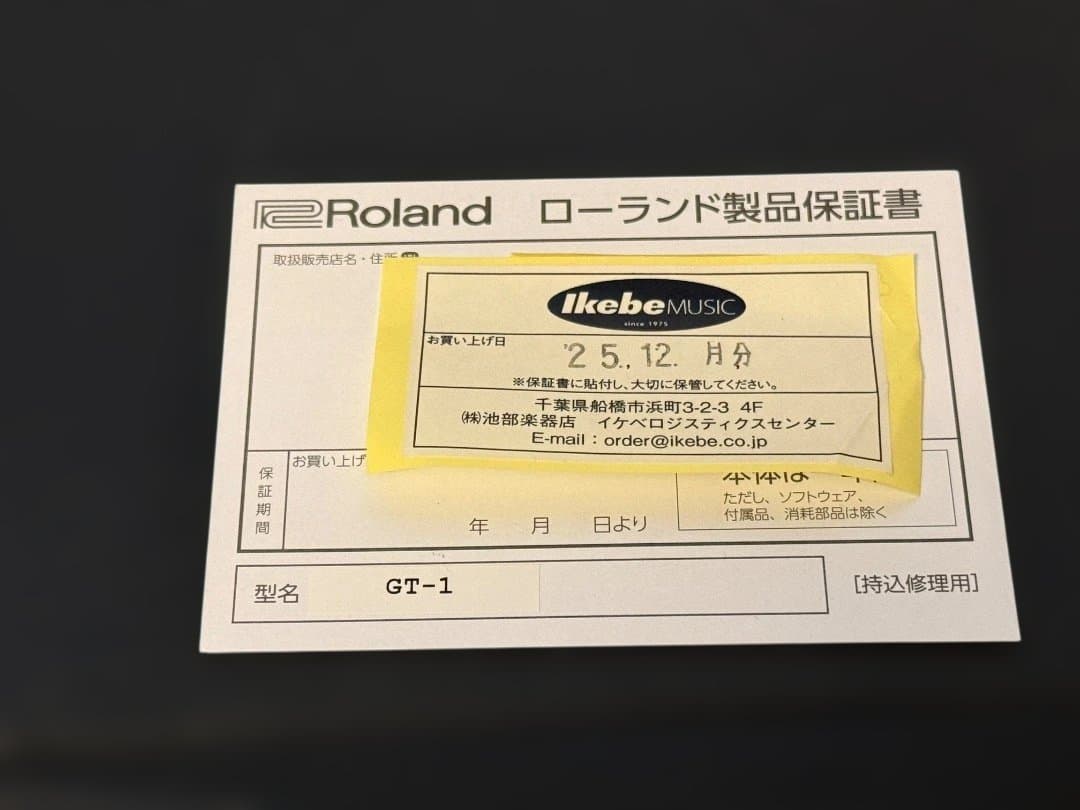 Roland ローランド製品保証書
取扱販売店名・住所
Ikebe MUSIC
since 1975
お買い上げ日
'25.,12. 月分
※保証書に貼付し、大切に保管してください。
千葉県船橋市浜町3-2-3 4F
㈱池部楽器店 イケベロジスティクスセンター
E-mail：order@ikebe.co.jp
保証期間
お買い上げ
年 月 日より
本体は
ただし、ソフトウェア、
付属品、消耗部品は除く
型名 GT-1
[持込修理用]